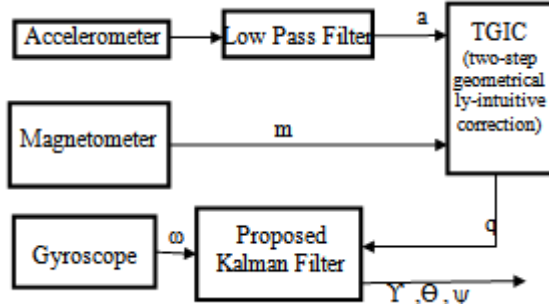 Accelerometer
Low Pass Filter
a
TGIC
(two-step
geometrical
ly-intuitive
correction)
Magnetometer
m
q
Gyroscope
ω
Proposed
Kalman Filter
ϒ ,Θ, ψ